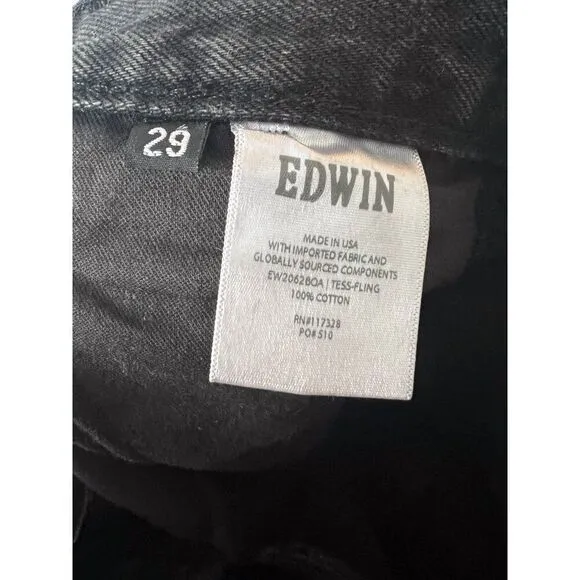 29
EDWIN
MADE IN USA
WITH IMPORTED FABRIC AND
GLOBALLY SOURCED COMPONENTS
EW2062BOA | TESS-FLING
100% COTTON
RN#117328
PO#510